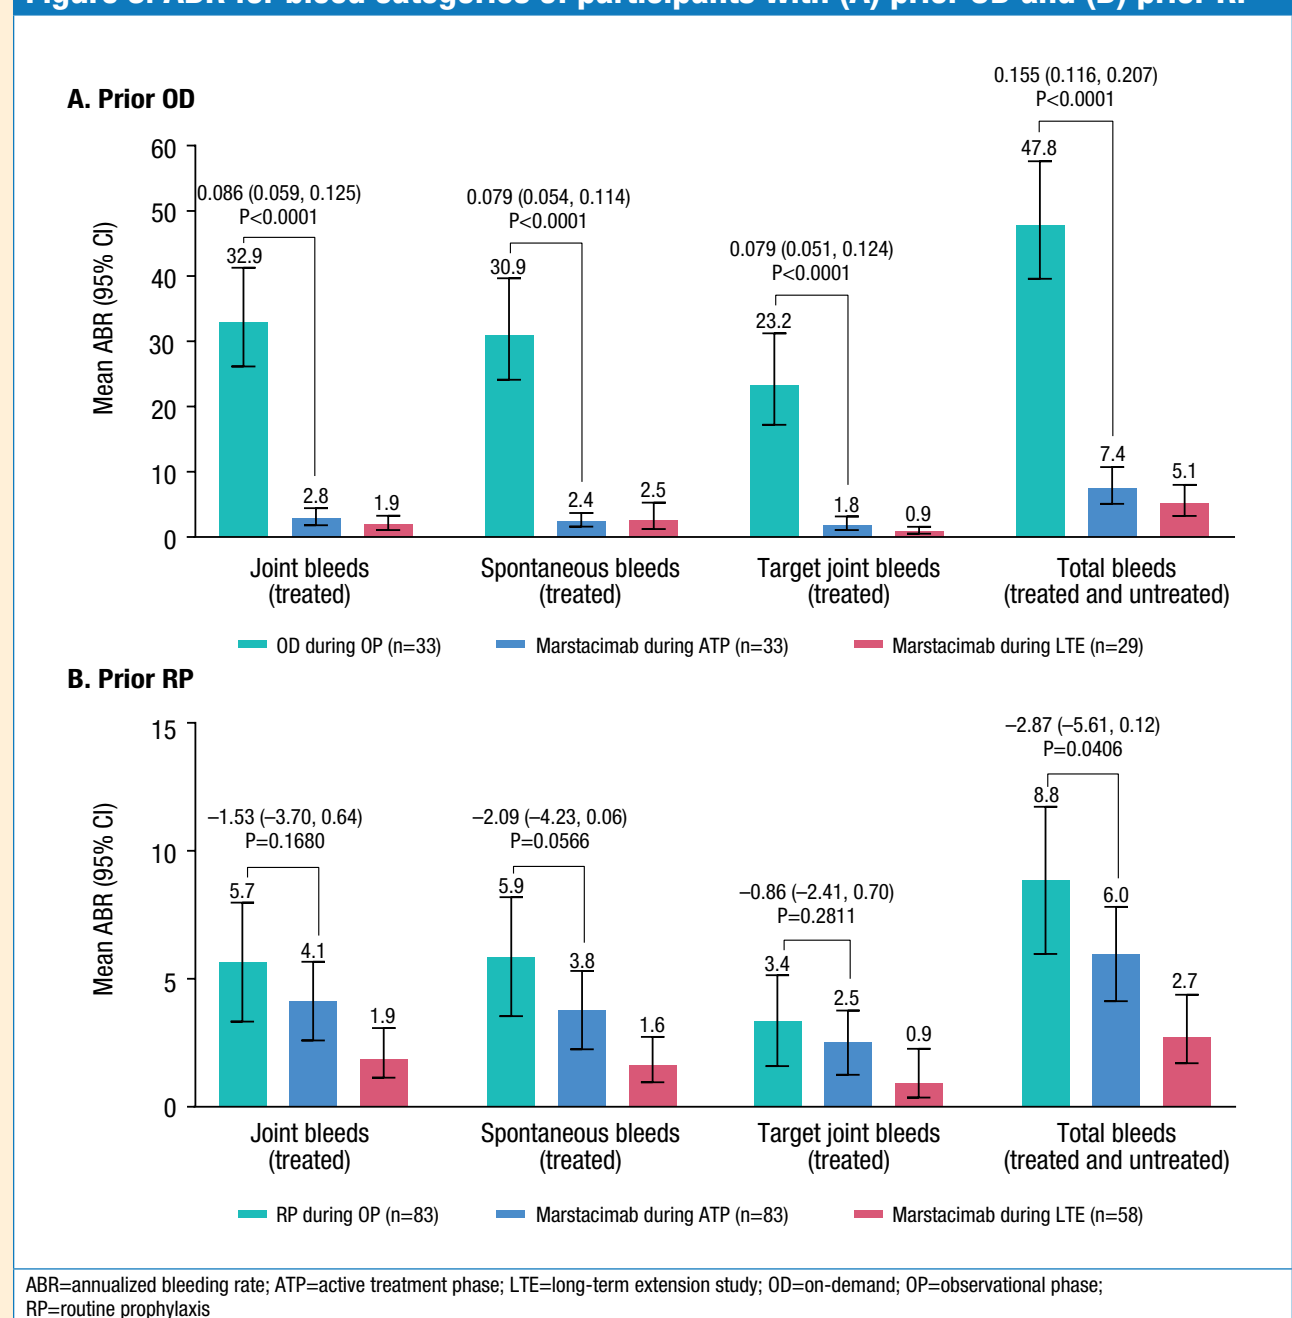 A. Prior OD
Mean ABR (95% CI)
60
50
40
30
20
10
0
0.086 (0.059, 0.125)
P<0.0001
32.9
2.8
1.9
0.079 (0.054, 0.114)
P<0.0001
30.9
2.4
2.5
0.079 (0.051, 0.124)
P<0.0001
23.2
1.8
0.9
0.155 (0.116, 0.207)
P<0.0001
47.8
7.4
5.1
Joint bleeds
(treated)
Spontaneous bleeds
(treated)
Target joint bleeds
(treated)
Total bleeds
(treated and untreated)
OD during OP (n=33)
Marstacimab during ATP (n=33)
Marstacimab during LTE (n=29)
B. Prior RP
Mean ABR (95% CI)
15
10
5
0
–1.53 (–3.70, 0.64)
P=0.1680
5.7
4.1
1.9
–2.09 (–4.23, 0.06)
P=0.0566
5.9
3.8
1.6
–0.86 (–2.41, 0.70)
P=0.2811
3.4
2.5
0.9
–2.87 (–5.61, 0.12)
P=0.0406
8.8
6.0
2.7
Joint bleeds
(treated)
Spontaneous bleeds
(treated)
Target joint bleeds
(treated)
Total bleeds
(treated and untreated)
RP during OP (n=83)
Marstacimab during ATP (n=83)
Marstacimab during LTE (n=58)
ABR=annualized bleeding rate; ATP=active treatment phase; LTE=long-term extension study; OD=on-demand; OP=observational phase;
RP=routine prophylaxis